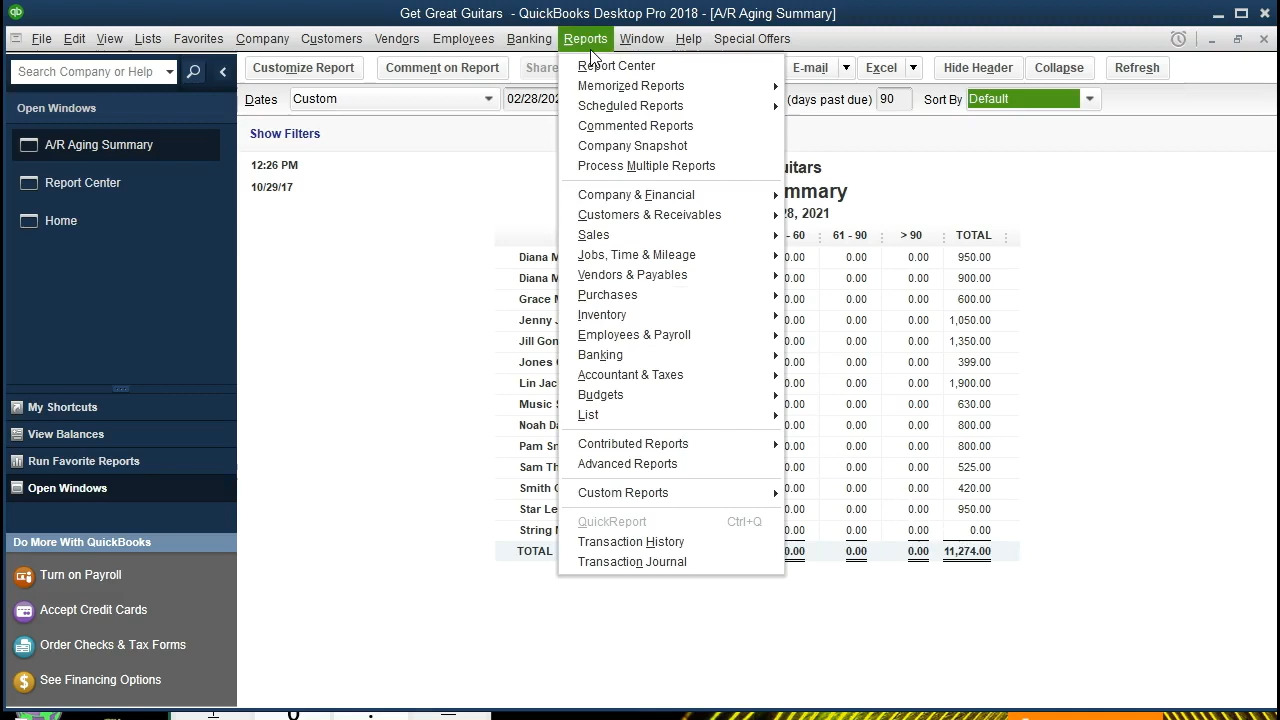 qb Get Great Guitars - QuickBooks Desktop Pro 2018 - [A/R Aging Summary]
File Edit View Lists Favorites Company Customers Vendors Employees Banking Reports Window Help Special Offers
Search Company or Help
Customize Report Comment on Report Share E-mail Excel Hide Header Collapse Refresh
Dates Custom 02/28/202 (days past due) 90 Sort By Default
Open Windows
A/R Aging Summary
Report Center
Home
My Shortcuts
View Balances
Run Favorite Reports
Open Windows
Do More With QuickBooks
Turn on Payroll
Accept Credit Cards
Order Checks & Tax Forms
See Financing Options
Show Filters
12:26 PM
10/29/17
Report Center
Memorized Reports
Scheduled Reports
Commented Reports
Company Snapshot
Process Multiple Reports
Company & Financial
Customers & Receivables
Sales
Jobs, Time & Mileage
Vendors & Payables
Purchases
Inventory
Employees & Payroll
Banking
Accountant & Taxes
Budgets
List
Contributed Reports
Advanced Reports
Custom Reports
QuickReport Ctrl+Q
Transaction History
Transaction Journal
uitars
mmary
28, 2021
- 60 61 - 90 > 90 TOTAL
Diana M 0.00 0.00 0.00 950.00
Diana M 0.00 0.00 0.00 900.00
Grace 0.00 0.00 0.00 600.00
Jenny 0.00 0.00 0.00 1,050.00
Jill Gon 0.00 0.00 0.00 1,350.00
Jones 0.00 0.00 0.00 399.00
Lin Jac 0.00 0.00 0.00 1,900.00
Music 0.00 0.00 0.00 630.00
Noah Da 0.00 0.00 0.00 800.00
Pam Sn 0.00 0.00 0.00 800.00
Sam Th 0.00 0.00 0.00 525.00
Smith 0.00 0.00 0.00 420.00
Star Le 0.00 0.00 0.00 950.00
String 0.00 0.00 0.00 0.00
TOTAL 0.00 0.00 0.00 11,274.00